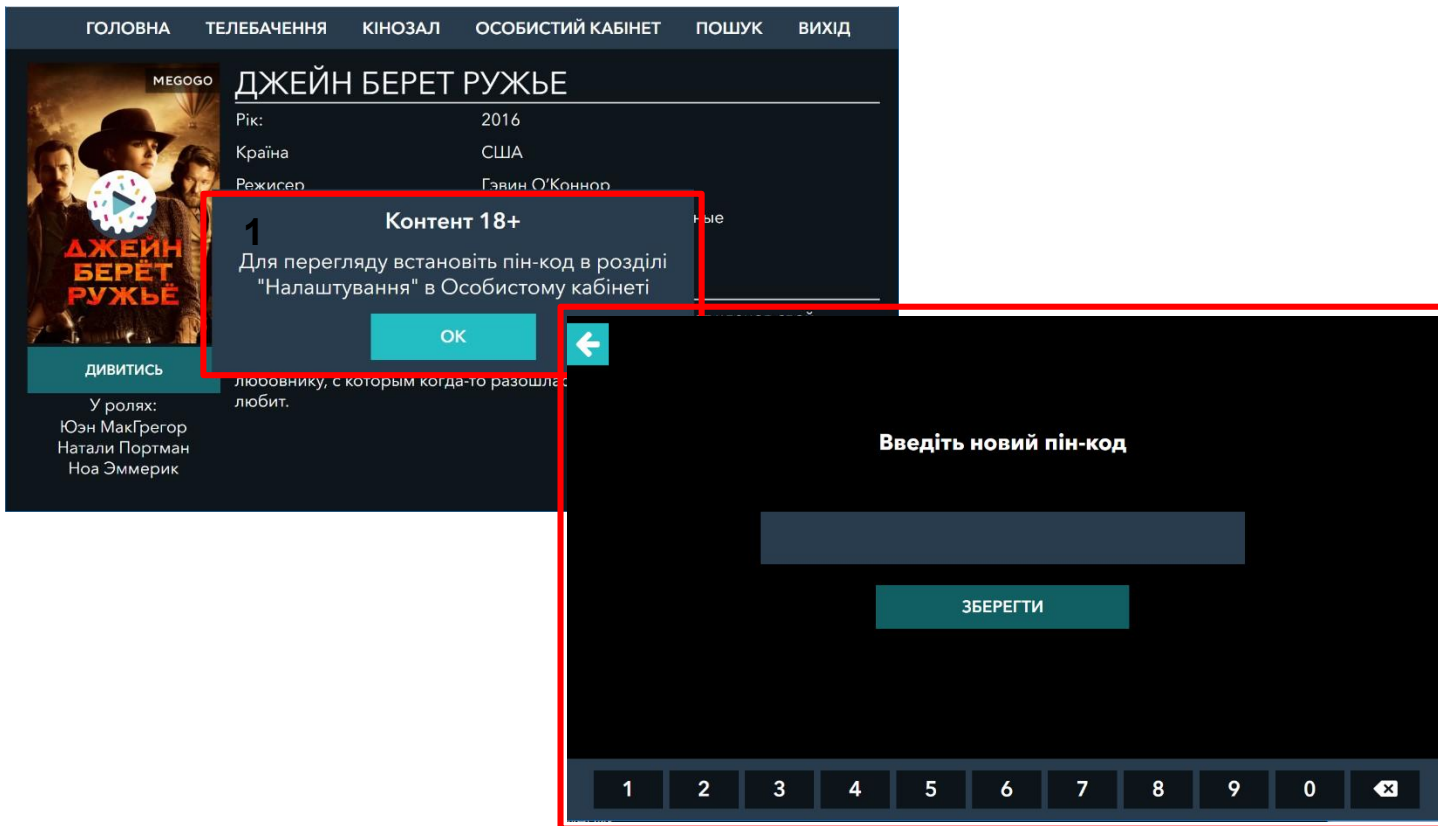 ГОЛОВНА ТЕЛЕБАЧЕННЯ КІНОЗАЛ ОСОБИСТИЙ КАБІНЕТ ПОШУК ВИХІД
MEGOGO
ДЖЕЙН БЕРЕТ РУЖЬЕ
Рік: 2016
Країна США
Режисер Гэвин О'Коннор
ДЖЕЙН
БЕРЁТ
РУЖЬЁ
1
Контент 18+
Для перегляду встановіть пін-код в розділі
"Налаштування" в Особистому кабінеті
ОК
ДИВИТИСЬ
любовнику, с которым когда-то
любит.
У ролях:
Юэн МакГрегор
Натали Портман
Ноа Эммерик
Введіть новий пін-код
ЗБЕРЕГТИ
1 2 3 4 5 6 7 8 9 0